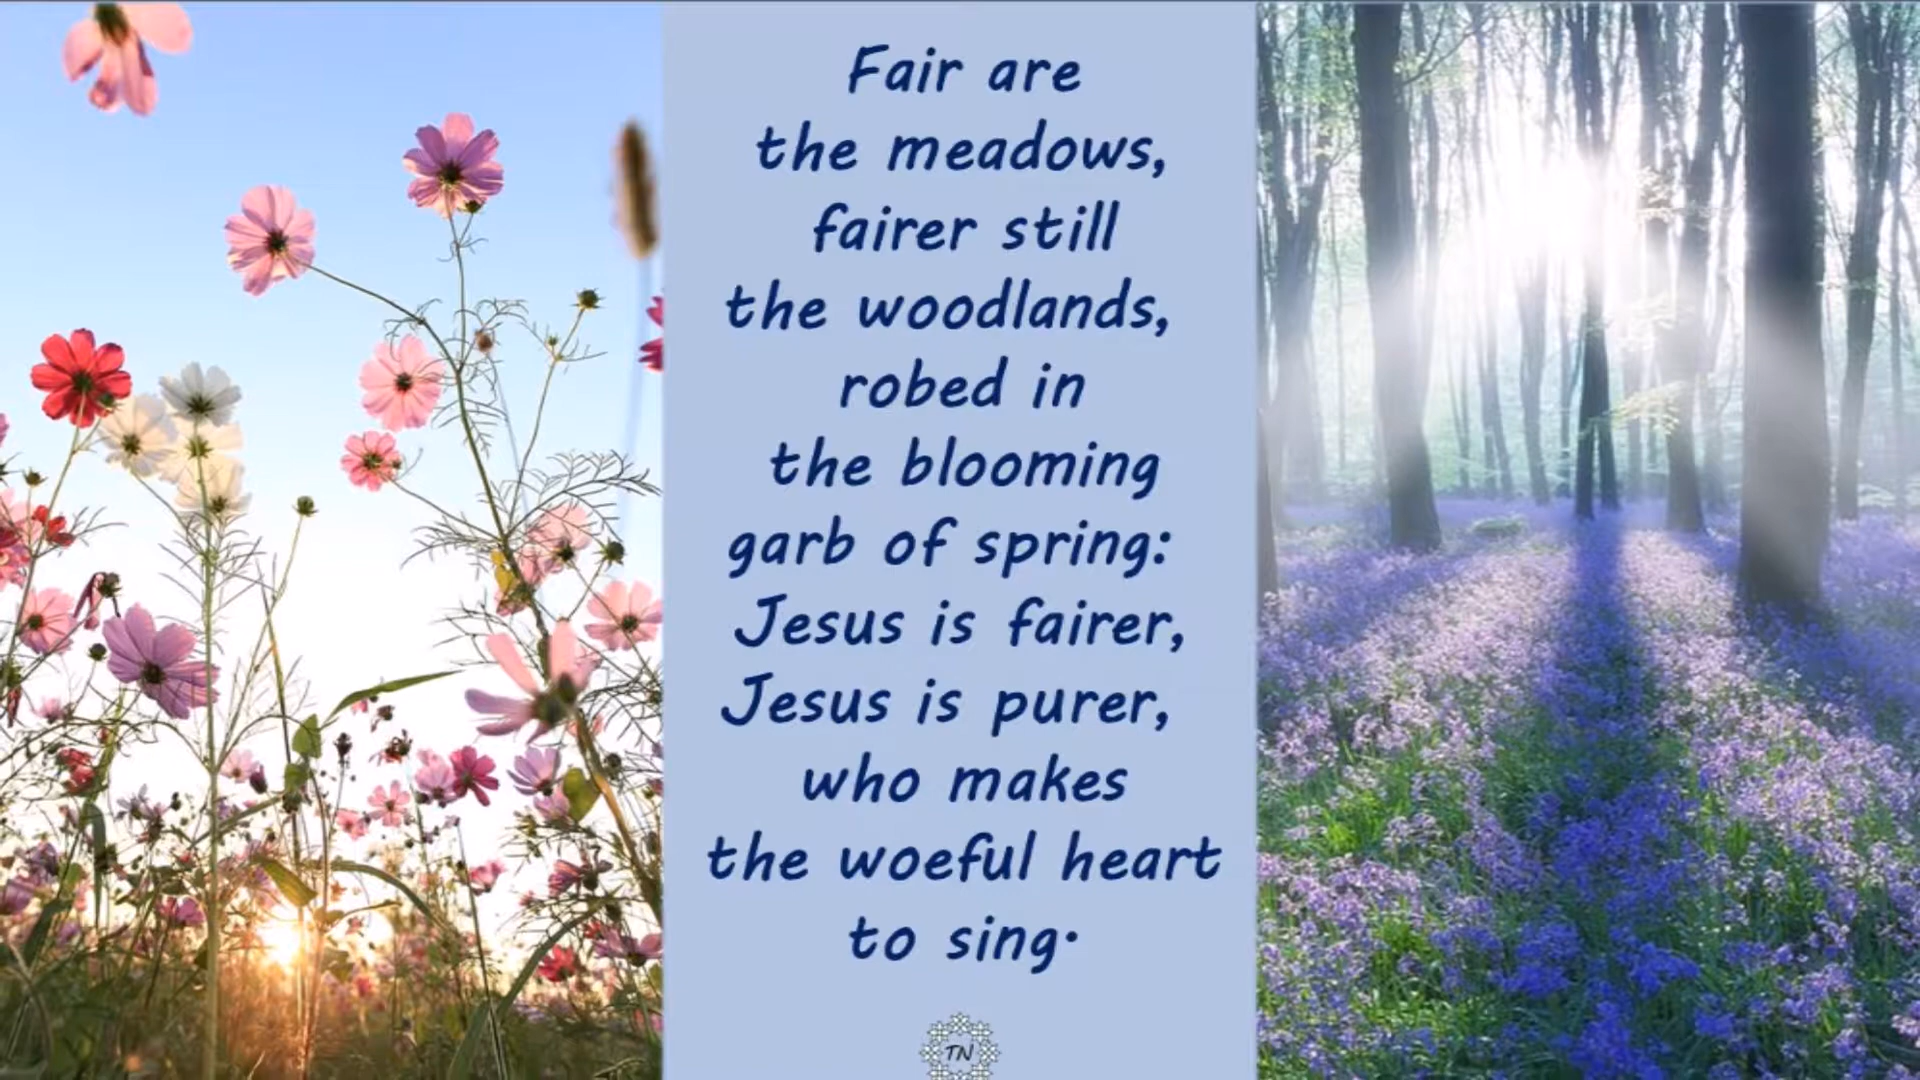 Fair are
the meadows,
fairer still
the woodlands,
robed in
the blooming
garb of spring:
Jesus is fairer,
Jesus is purer,
who makes
the woeful heart
to sing.
TN